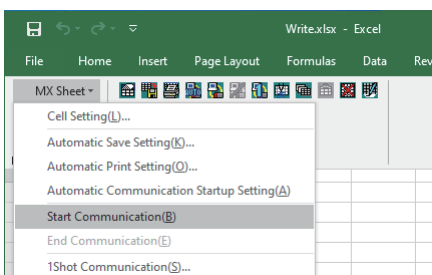 Write.xlsx - Excel
File Home Insert Page Layout Formulas Data
MX Sheet
Cell Setting(L)...
Automatic Save Setting(K)...
Automatic Print Setting(O)...
Automatic Communication Startup Setting(A)
Start Communication(B)
End Communication(E)
1Shot Communication(S)...